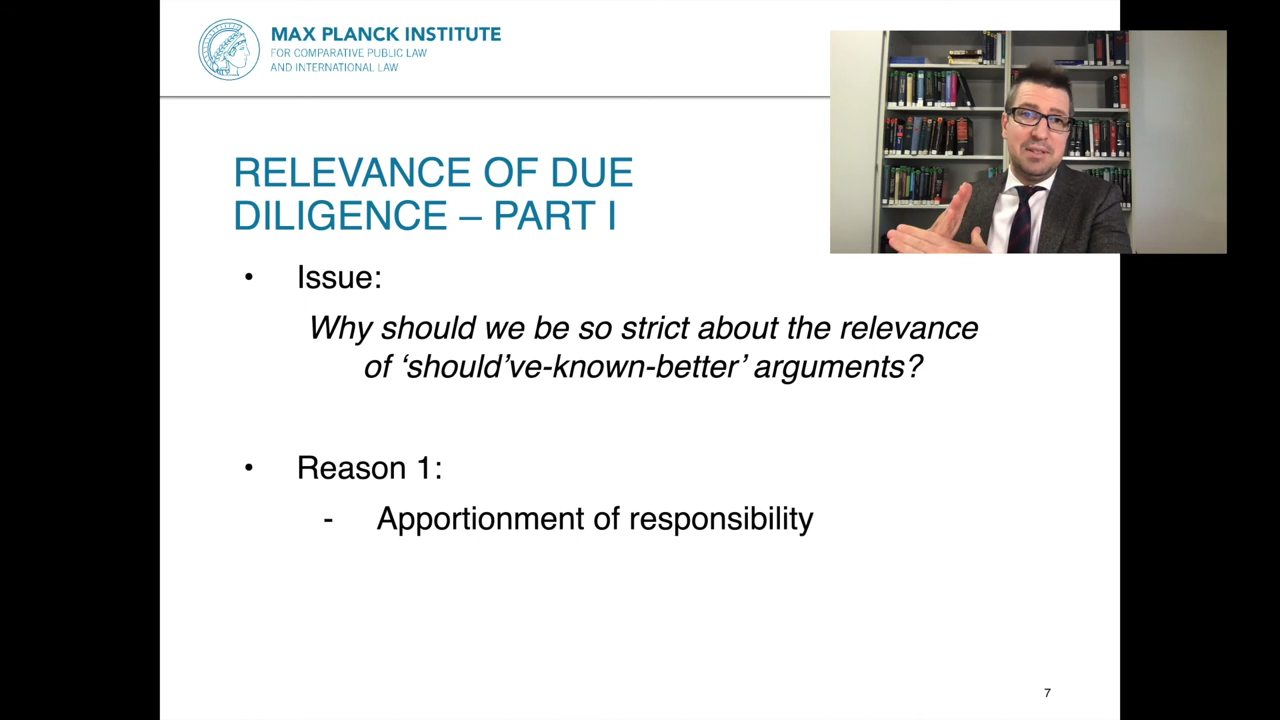 MAX PLANCK INSTITUTE
FOR COMPARATIVE PUBLIC LAW
AND INTERNATIONAL LAW
RELEVANCE OF DUE
DILIGENCE – PART I
• Issue:
Why should we be so strict about the relevance
of ‘should’ve-known-better’ arguments?
• Reason 1:
- Apportionment of responsibility
7